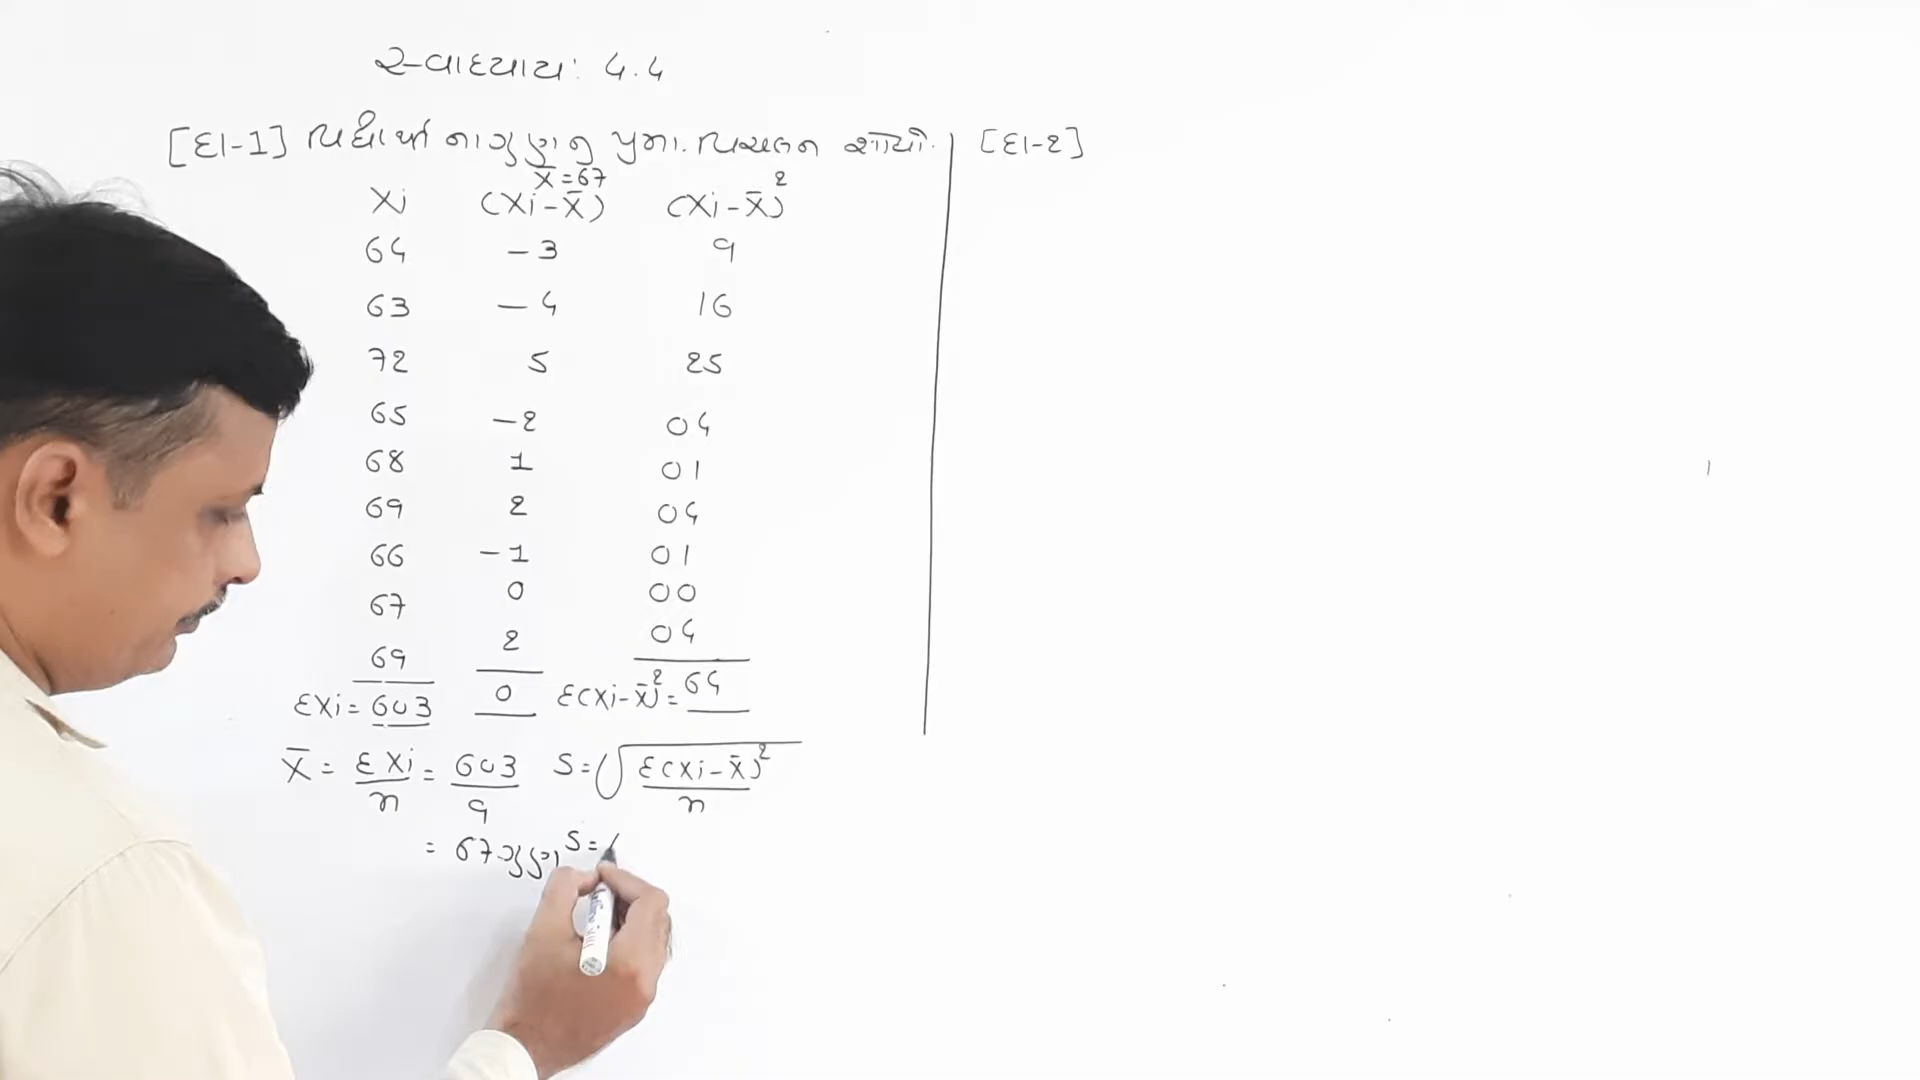 સ્વાધ્યાય: 4.4
[દા-1] વિદ્યાર્થીના ગુણનું પ્રમા. વિચલન શોધો. [દા-2]
x̄ = 67
xi (xi - x̄) (xi - x̄)²
64 -3 9
63 -4 16
72 5 25
65 -2 04
68 1 01
69 2 04
66 -1 01
67 0 00
69 2 04
Σxi = 603 0 Σ(xi - x̄)² = 64
x̄ = Σxi/n = 603/9 S = √(Σ(xi - x̄)²/n)
= 67 ગુણ S =